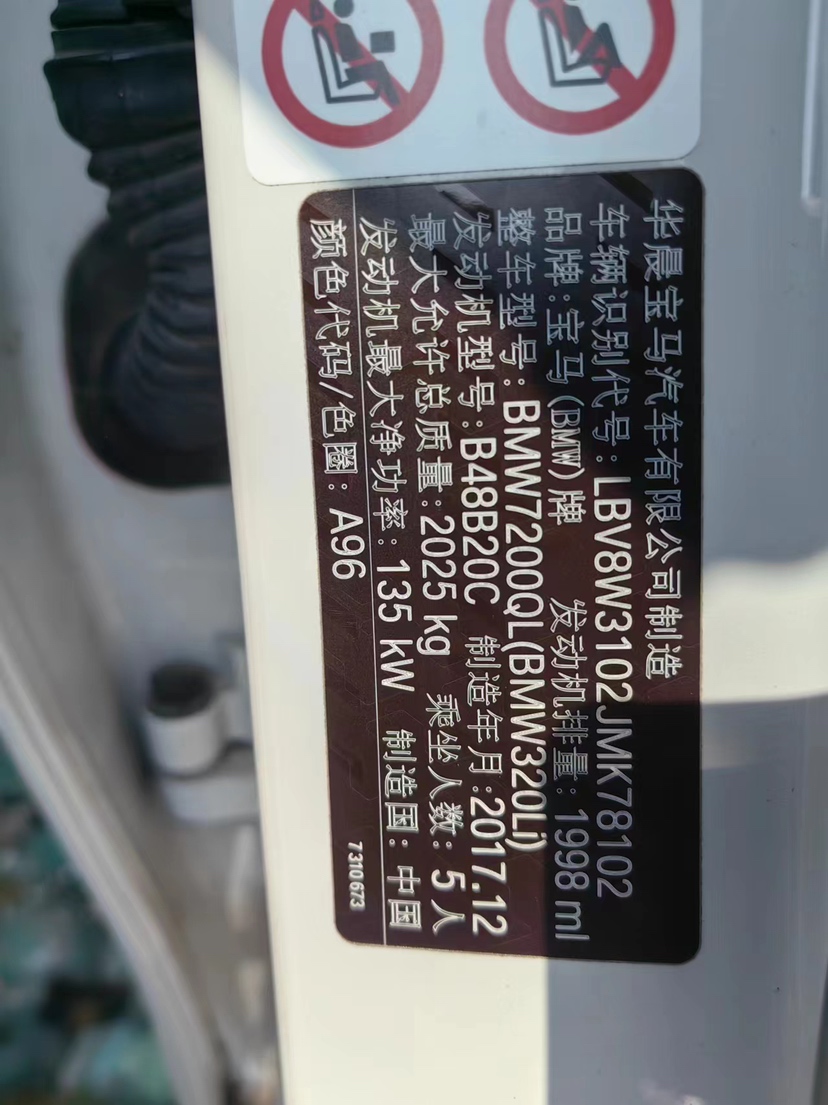 华晨宝马汽车有限公司制造
车辆识别代号:LBV8W3102JMK78102
品牌:宝马(BMW)牌 发动机排量:1998 ml
整车型号:BMW7200QL(BMW320Li)
发动机型号:B48B20C 制造年月:2017.12
最大允许总质量:2025 kg 乘坐人数:5人
发动机最大净功率:135 kW 制造国:中国
颜色代码/色圈:A96
7310673